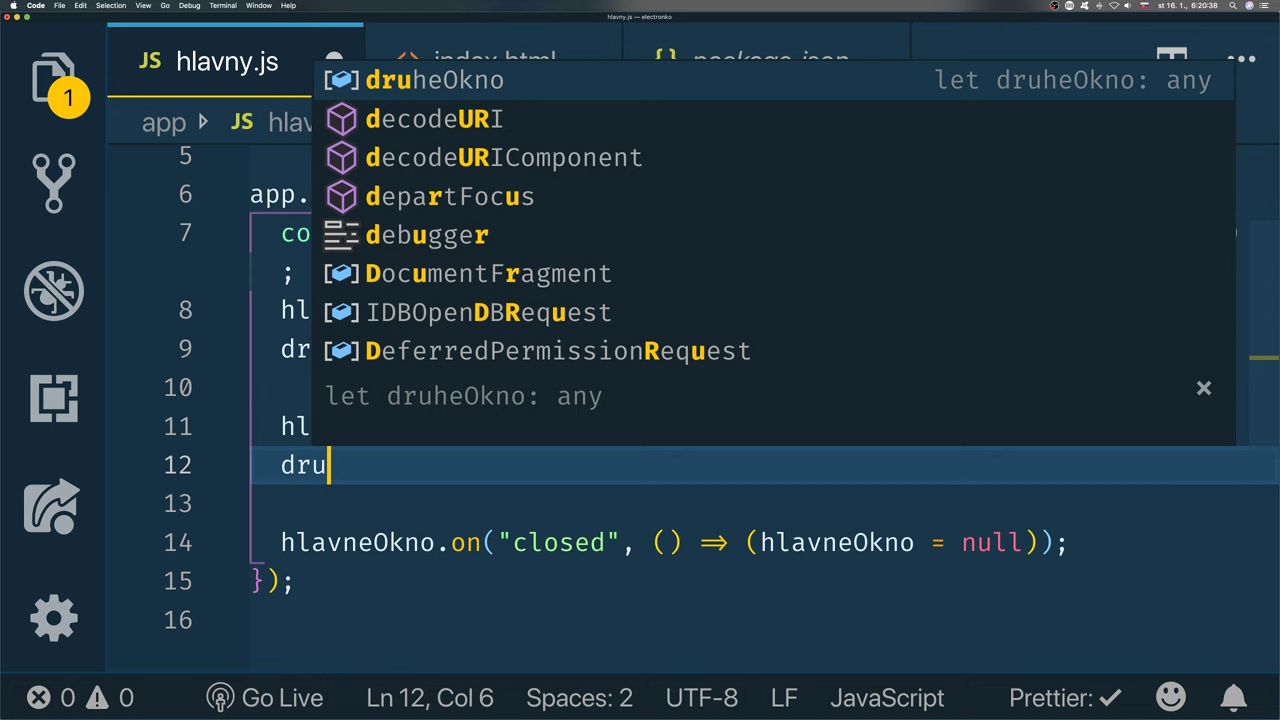 Code File Edit Selection View Go Debug Terminal Window Help st 16. 1., 6:20:38
hlavny.js — electronko
JS hlavny.js index.html {} package.json
1
druheOkno let druheOkno: any
decodeURI
decodeURIComponent
departFocus
debugger
DocumentFragment
IDBOpenDBRequest
DeferredPermissionRequest
let druheOkno: any
app JS hlav
5
6 app.
7 co
;
8 hl
9 dr
10
11 hl
12 dru
13
14 hlavneOkno.on("closed", () => (hlavneOkno = null));
15 });
16
0 0 Go Live Ln 12, Col 6 Spaces: 2 UTF-8 LF JavaScript Prettier: ✓